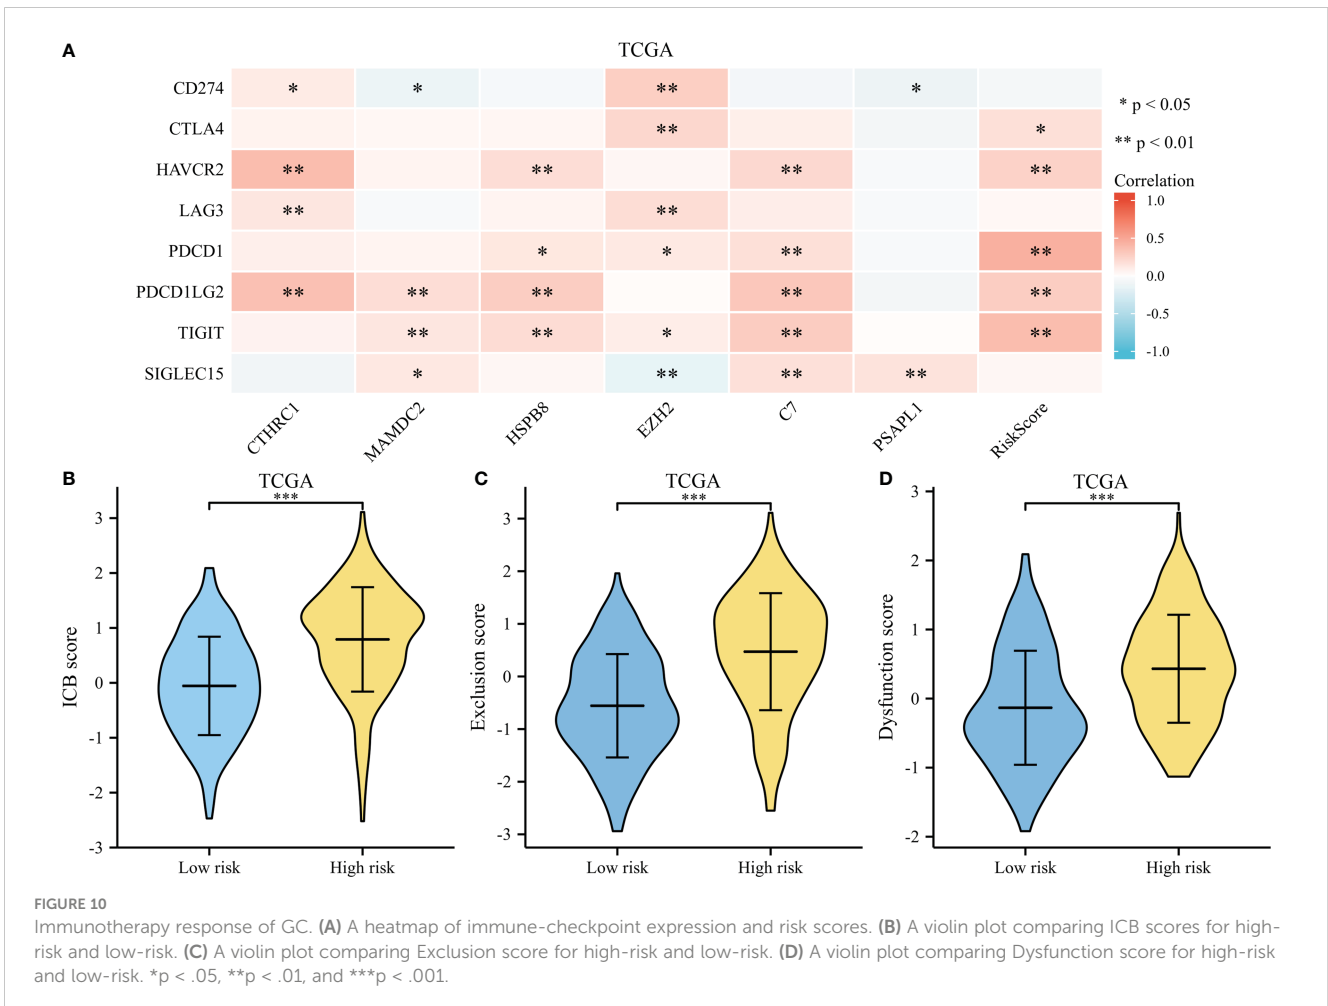 A
TCGA
CD274 * * ** *
CTLA4 ** *
HAVCR2 ** ** ** **
LAG3 ** **
PDCD1 * * ** **
PDCD1LG2 ** ** ** ** **
TIGIT ** ** * ** **
SIGLEC15 * ** ** **
CTHRC1 MAMDC2 HSPB8 EZH2 C7 PSAPL1 RiskScore
* p < 0.05
** p < 0.01
Correlation
1.0
0.5
0.0
-0.5
-1.0
B
TCGA
***
ICB score
3
2
1
0
-1
-2
-3
Low risk High risk
C
TCGA
***
Exclusion score
3
2
1
0
-1
-2
-3
Low risk High risk
D
TCGA
***
Dysfunction score
3
2
1
0
-1
-2
Low risk High risk
FIGURE 10
Immunotherapy response of GC. (A) A heatmap of immune-checkpoint expression and risk scores. (B) A violin plot comparing ICB scores for high-
risk and low-risk. (C) A violin plot comparing Exclusion score for high-risk and low-risk. (D) A violin plot comparing Dysfunction score for high-risk
and low-risk. *p < .05, **p < .01, and ***p < .001.